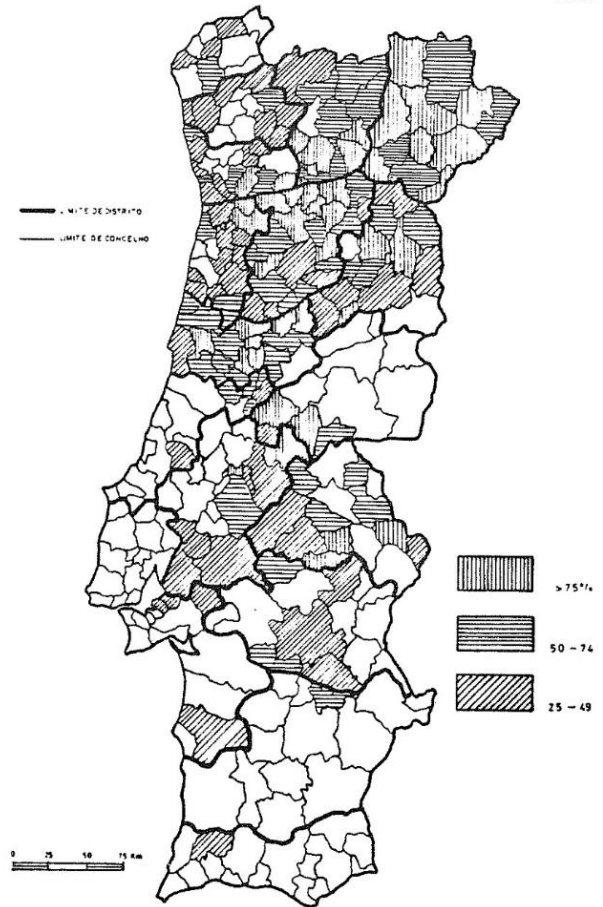 LIMITE DE DISTRITO
LIMITE DE CONCELHO
>75%
50-74
25-49
0 25 50 75 Km